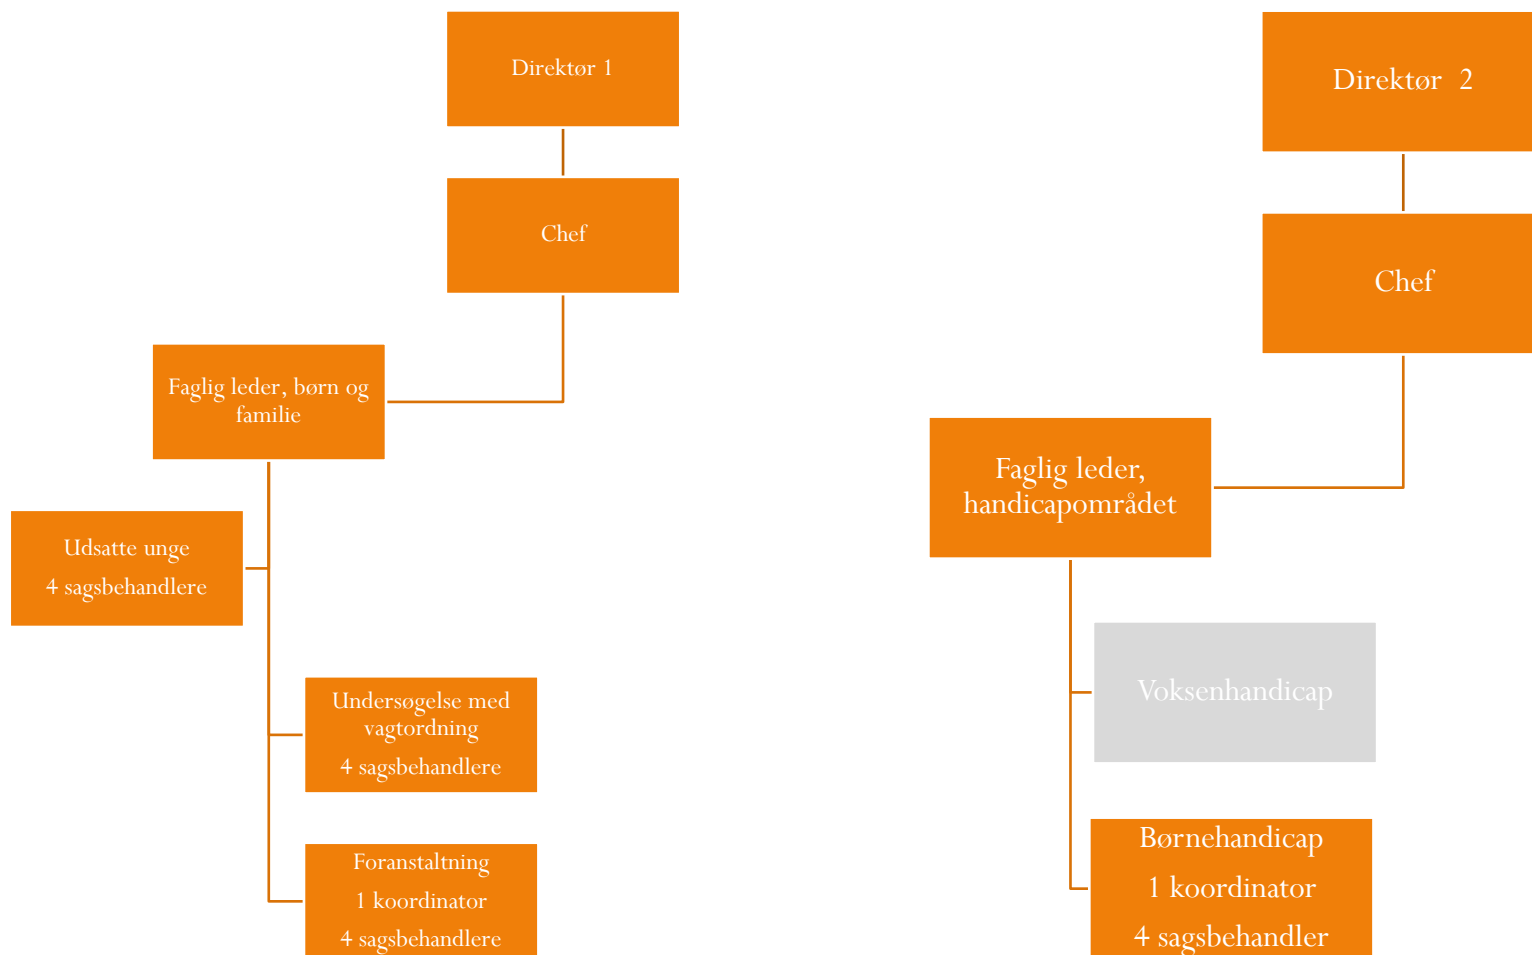 Direktør 1
Chef
Faglig leder, børn og
familie
Udsatte unge
4 sagsbehandlere
Undersøgelse med
vagtordning
4 sagsbehandlere
Foranstaltning
1 koordinator
4 sagsbehandlere
Direktør 2
Chef
Faglig leder,
handicapområdet
Voksenhandicap
Børnehandicap
1 koordinator
4 sagsbehandler